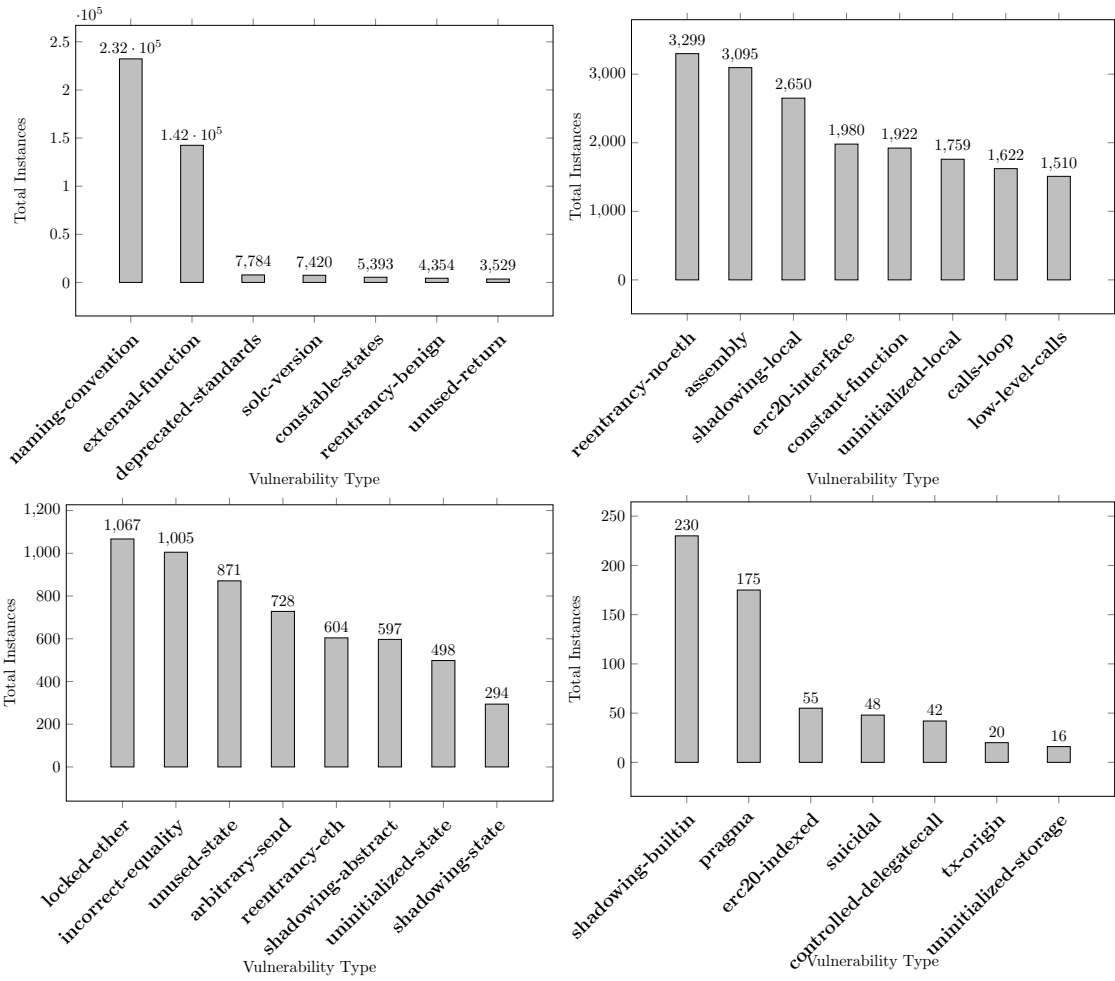 ·10^5
2.5
2
1.5
1
0.5
0
Total Instances
2.32 · 10^5
1.42 · 10^5
7,784
7,420
5,393
4,354
3,529
naming-convention
external-function
deprecated-standards
solc-version
constable-states
reentrancy-benign
unused-return
Vulnerability Type
3,000
2,000
1,000
0
Total Instances
3,299
3,095
2,650
1,980
1,922
1,759
1,622
1,510
reentrancy-no-eth
assembly
shadowing-local
erc20-interface
constant-function
uninitialized-local
calls-loop
low-level-calls
Vulnerability Type
1,200
1,000
800
600
400
200
0
Total Instances
1,067
1,005
871
728
604
597
498
294
locked-ether
incorrect-equality
unused-state
arbitrary-send
reentrancy-eth
shadowing-abstract
uninitialized-state
shadowing-state
Vulnerability Type
250
200
150
100
50
0
Total Instances
230
175
55
48
42
20
16
shadowing-builtin
pragma
erc20-indexed
suicidal
controlled-delegatecall
tx-origin
uninitialized-storage
Vulnerability Type